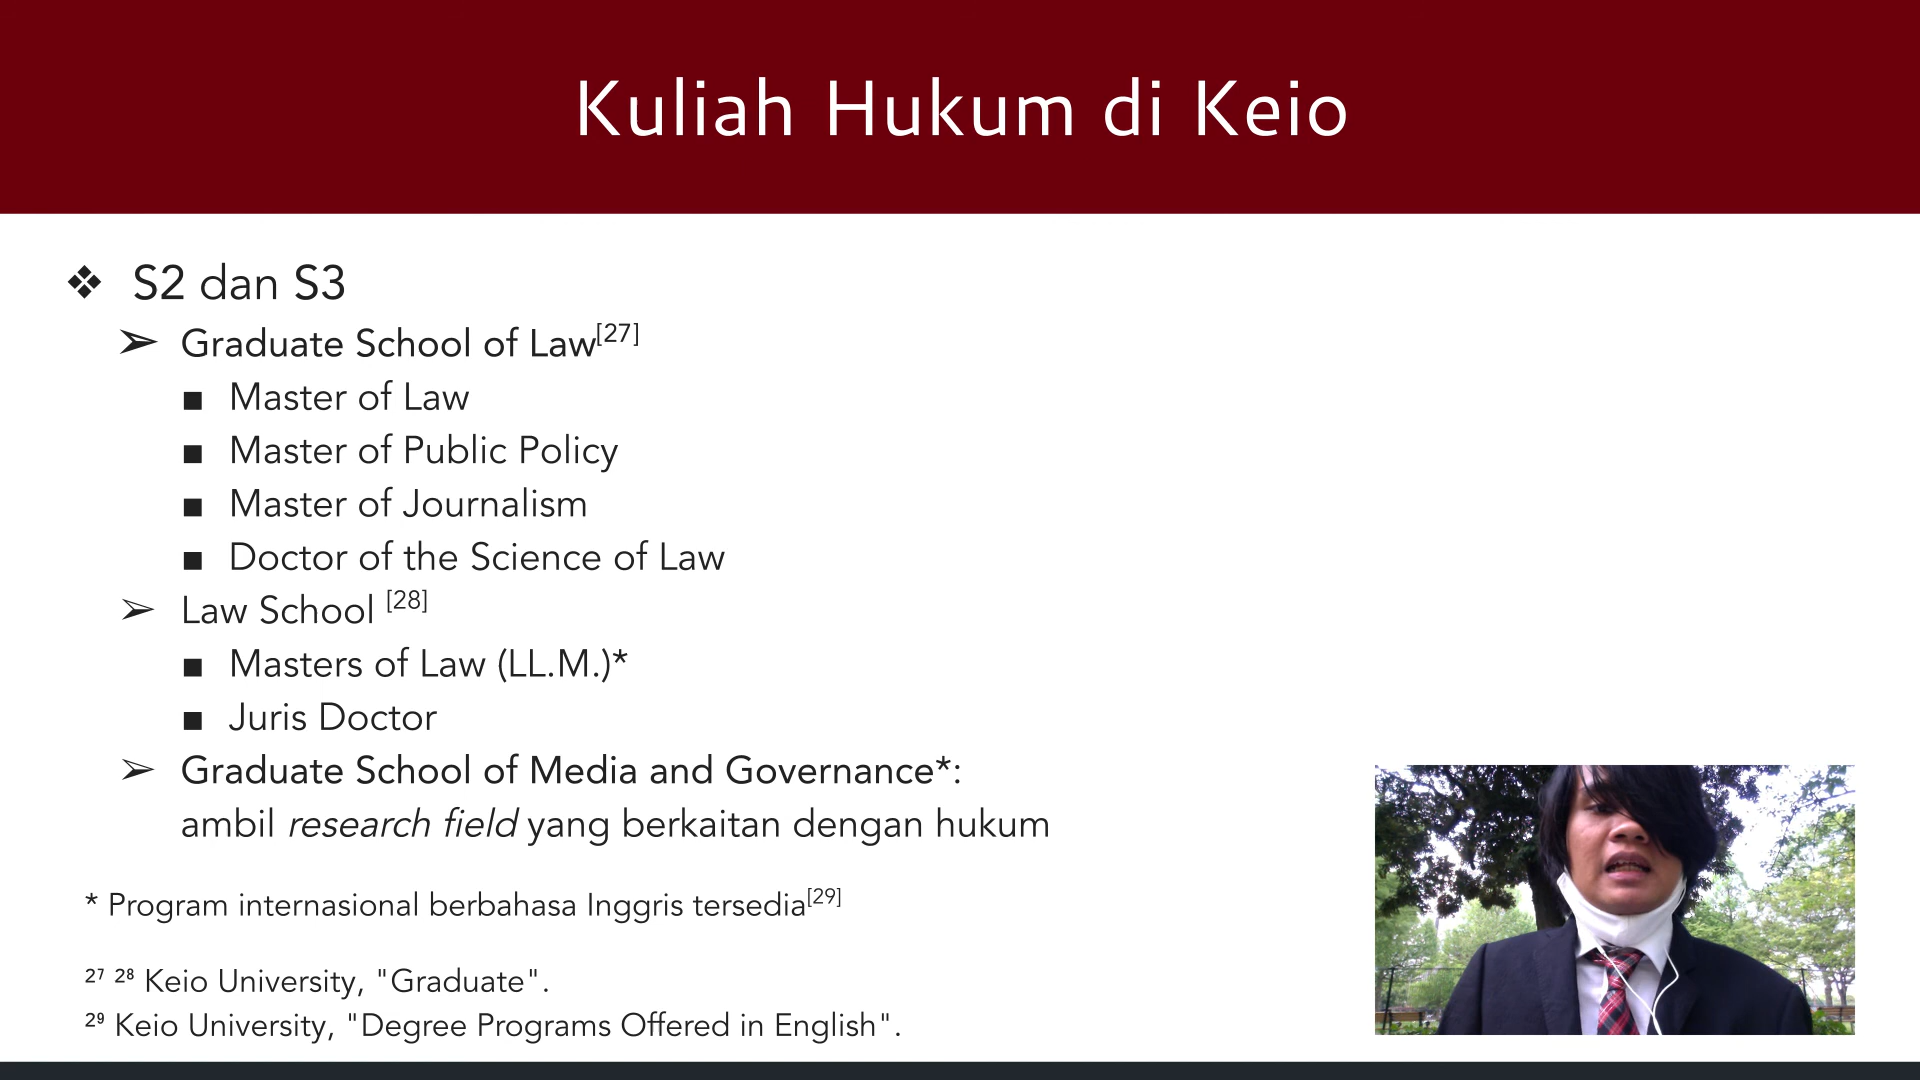 Kuliah Hukum di Keio
❖ S2 dan S3
➢ Graduate School of Law[27]
▪ Master of Law
▪ Master of Public Policy
▪ Master of Journalism
▪ Doctor of the Science of Law
➢ Law School [28]
▪ Masters of Law (LL.M.)*
▪ Juris Doctor
➢ Graduate School of Media and Governance*:
ambil research field yang berkaitan dengan hukum
* Program internasional berbahasa Inggris tersedia[29]
²⁷ ²⁸ Keio University, "Graduate".
²⁹ Keio University, "Degree Programs Offered in English".